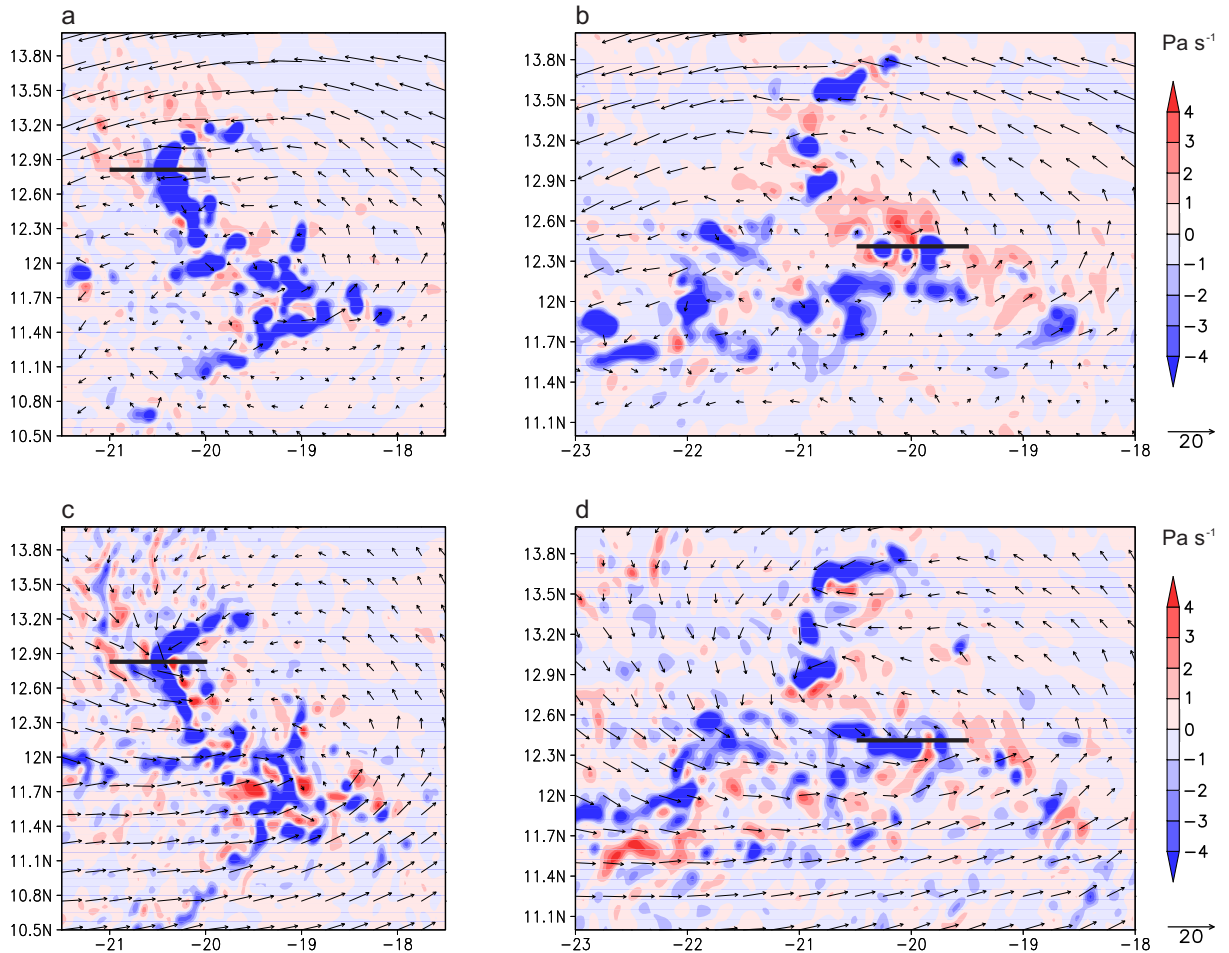 a
b
13.8N
13.5N
13.2N
12.9N
12.6N
12.3N
12N
11.7N
11.4N
11.1N
10.8N
10.5N
−21 −20 −19 −18
13.8N
13.5N
13.2N
12.9N
12.6N
12.3N
12N
11.7N
11.4N
11.1N
−23 −22 −21 −20 −19 −18
Pa s⁻¹
4
3
2
1
0
−1
−2
−3
−4
20
c
d
13.8N
13.5N
13.2N
12.9N
12.6N
12.3N
12N
11.7N
11.4N
11.1N
10.8N
10.5N
−21 −20 −19 −18
13.8N
13.5N
13.2N
12.9N
12.6N
12.3N
12N
11.7N
11.4N
11.1N
−23 −22 −21 −20 −19 −18
Pa s⁻¹
4
3
2
1
0
−1
−2
−3
−4
20